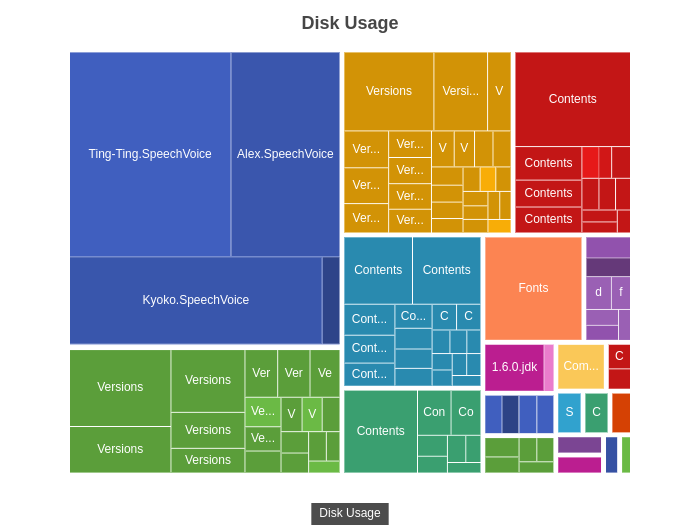 Disk Usage
Ting-Ting.SpeechVoice
Alex.SpeechVoice
Kyoko.SpeechVoice
Versions
Versi...
V
Ver...
Ver...
V
V
Ver...
Ver...
Ver...
Ver...
Ver...
Contents
Contents
Contents
Contents
Contents
Contents
Cont...
Co...
C
C
Cont...
Cont...
Fonts
d
f
1.6.0.jdk
Com...
C
S
C
Versions
Versions
Versions
Versions
Versions
Ver
Ver
Ve
Ve...
V
V
Ve...
Contents
Con
Co
Disk Usage